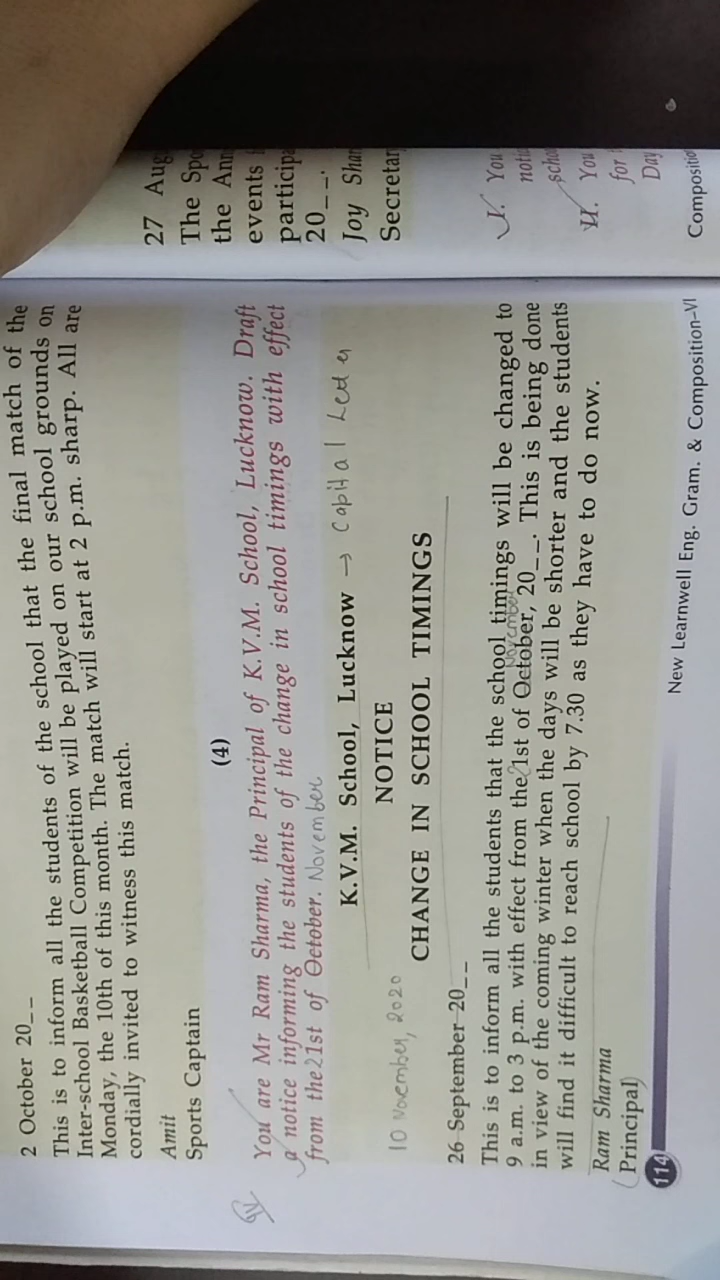 2 October 20_ _
This is to inform all the students of the school that the final match of the
Inter-school Basketball Competition will be played on our school grounds on
Monday, the 10th of this month. The match will start at 2 p.m. sharp. All are
cordially invited to witness this match.
Amit
Sports Captain
(4)
You are Mr Ram Sharma, the Principal of K.V.M. School, Lucknow. Draft
a notice informing the students of the change in school timings with effect
from the 21st of October. November
K.V.M. School, Lucknow → Capital
NOTICE
10 November, 2020
CHANGE IN SCHOOL TIMINGS
26 September 20_ _
This is to inform all the students that the school timings will be changed to
November
9 a.m. to 3 p.m. with effect from the 21st of October, 20_ _. This is being done
in view of the coming winter when the days will be shorter and the students
will find it difficult to reach school by 7.30 as they have to do now.
Ram Sharma
(Principal)
114
New Learnwell Eng. Gram. & Composition–VI
27 Aug
The Spo
the Ann
events
participa
20_ _.
Joy Shar
Secretar
I. You
notic
scho
II. You
for
Day
Compositio